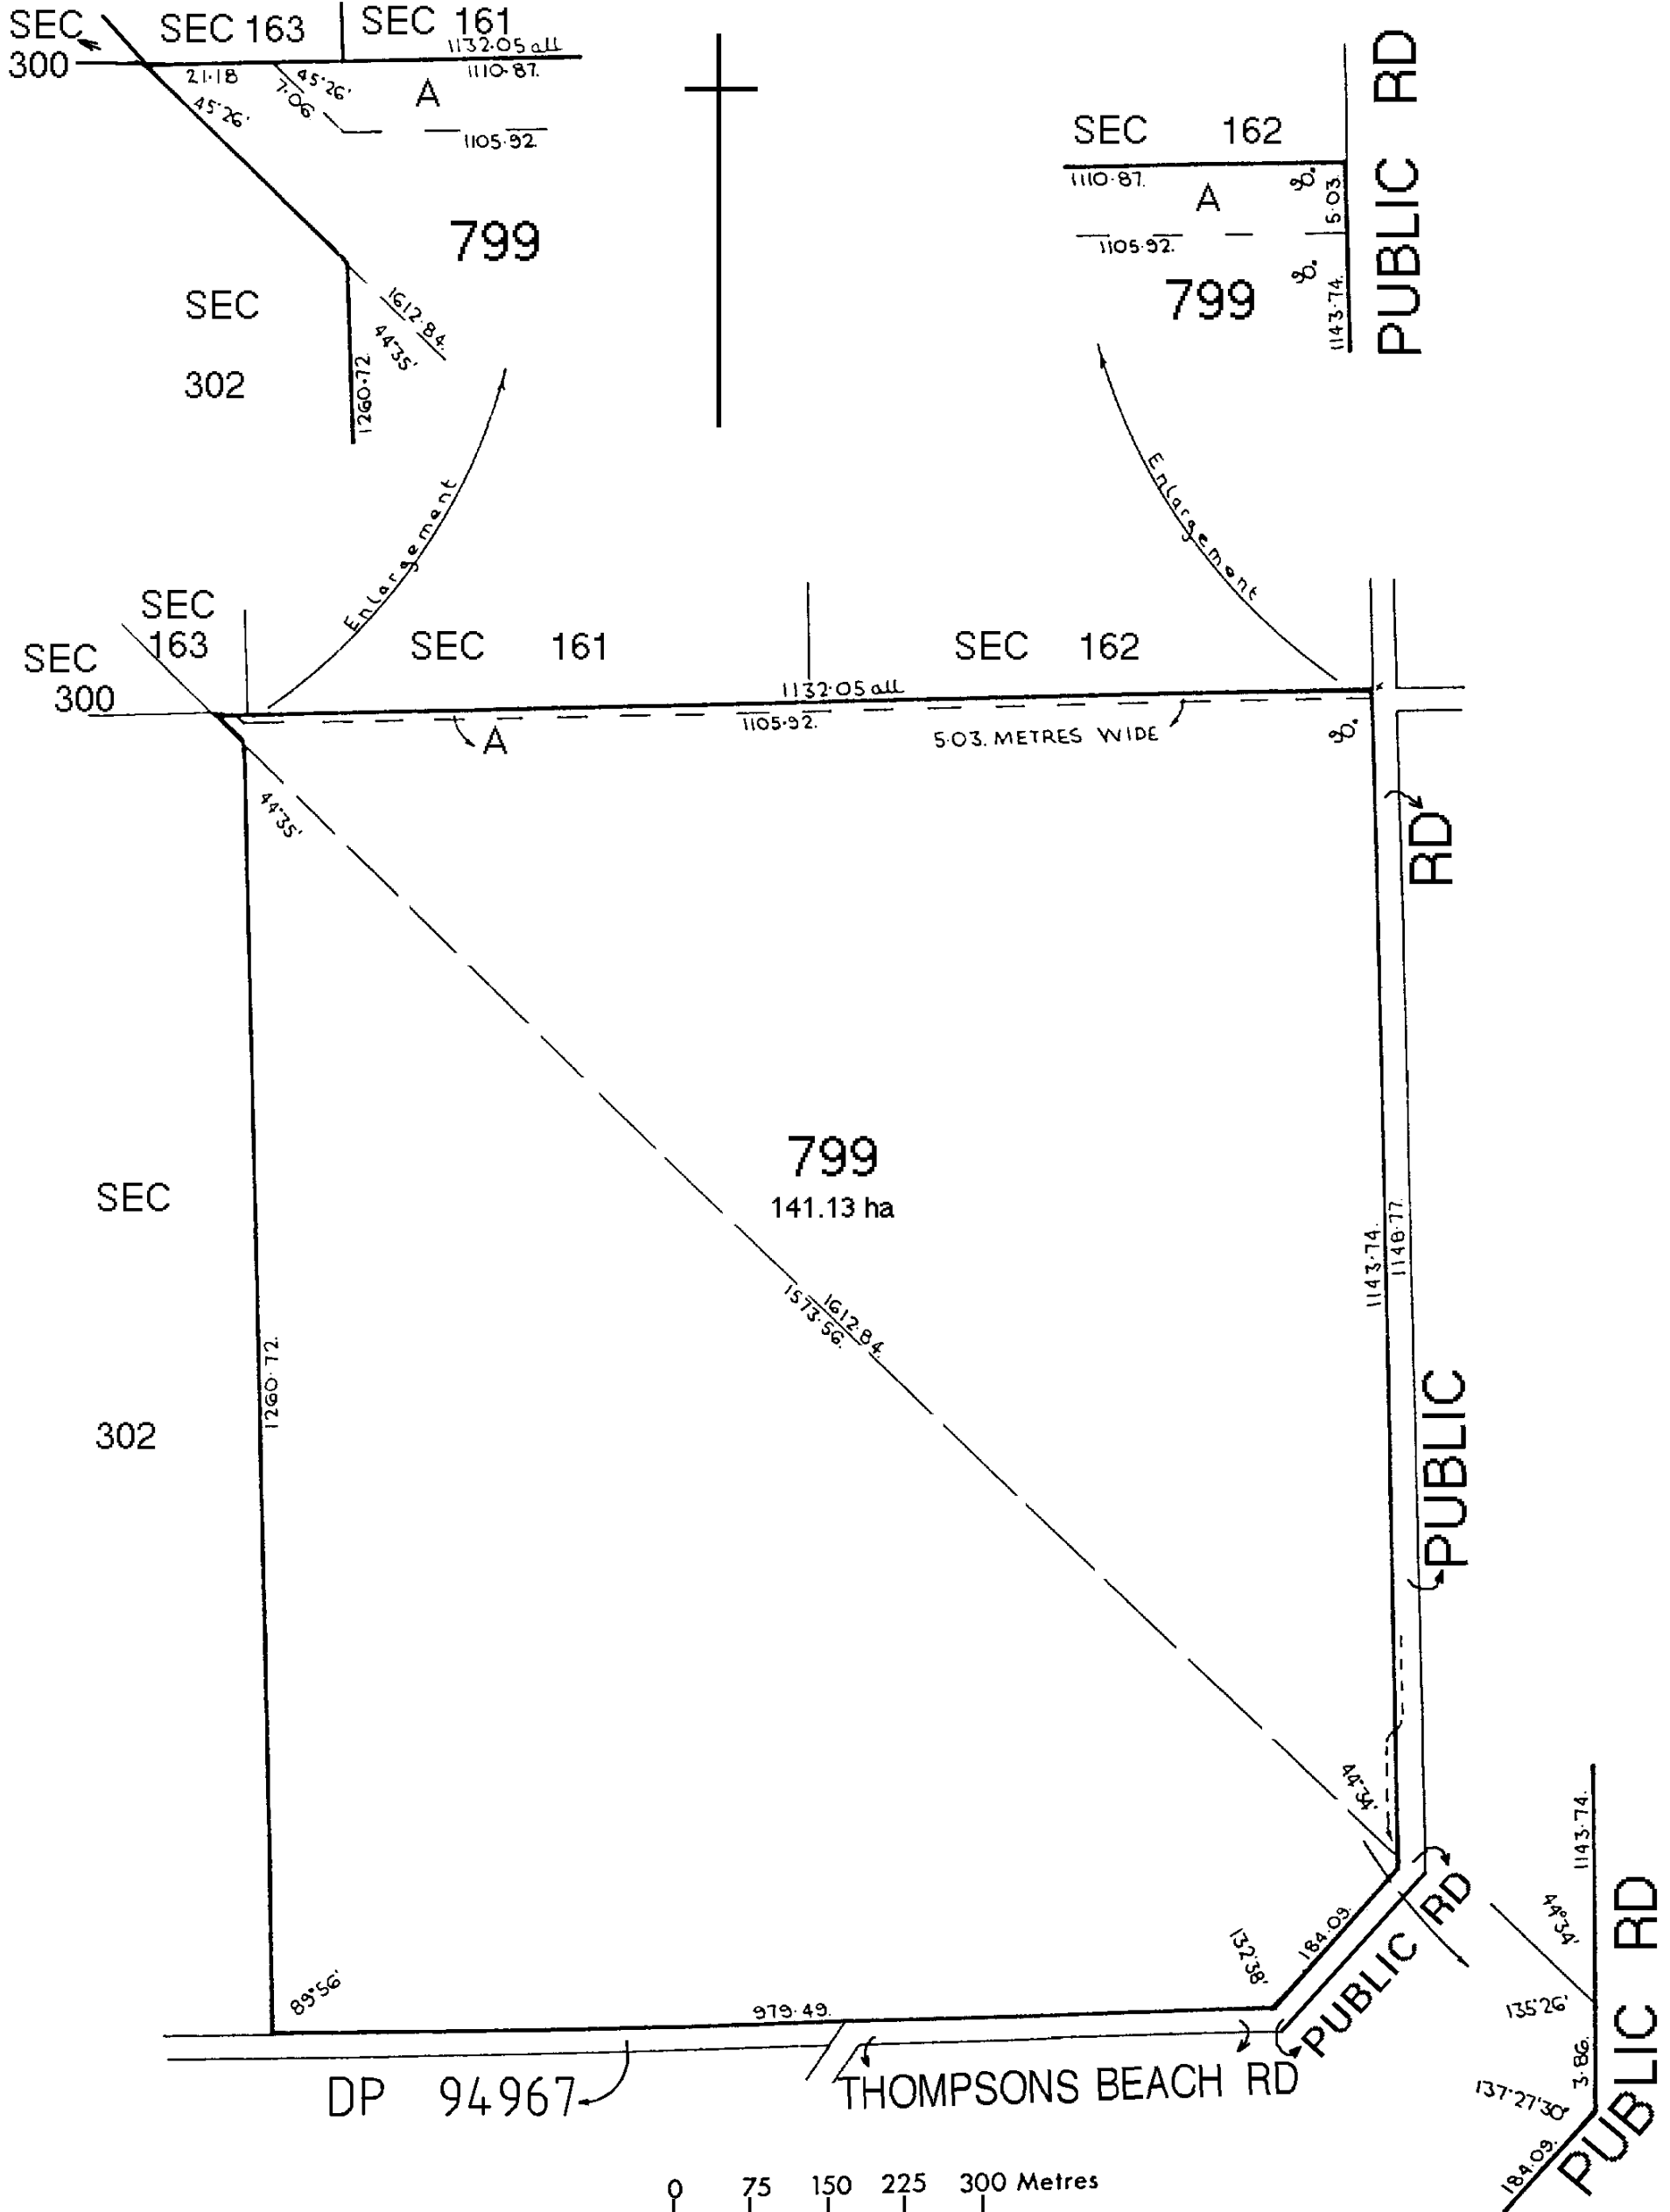 SEC 300
SEC 163
SEC 161
1132·05 all
21·18
1110·87.
45°26'
7·06
45°26'
A
1105·92
799
SEC
302
1612·84.
44°35'
1260·72
SEC 162
1110·87.
A
90.
5·03
1105·92.
90.
799
1143·74.
PUBLIC RD
Enlargement
Enlargement
SEC 163
SEC 300
SEC 161
SEC 162
1132·05 all
1105·92.
A
5·03. METRES WIDE
90.
44°35'
RD
799
141.13 ha
SEC
302
1260·72.
1612·84.
1573·56.
1143·74.
1148·77.
PUBLIC
44°34'
184·09.
132°38'
PUBLIC RD
89°56'
979·49.
DP 94967
THOMPSONS BEACH RD
1143·74.
44°34'
135°26'
3·86.
137°27'30"
184·09.
PUBLIC RD
PUBLIC
0 75 150 225 300 Metres